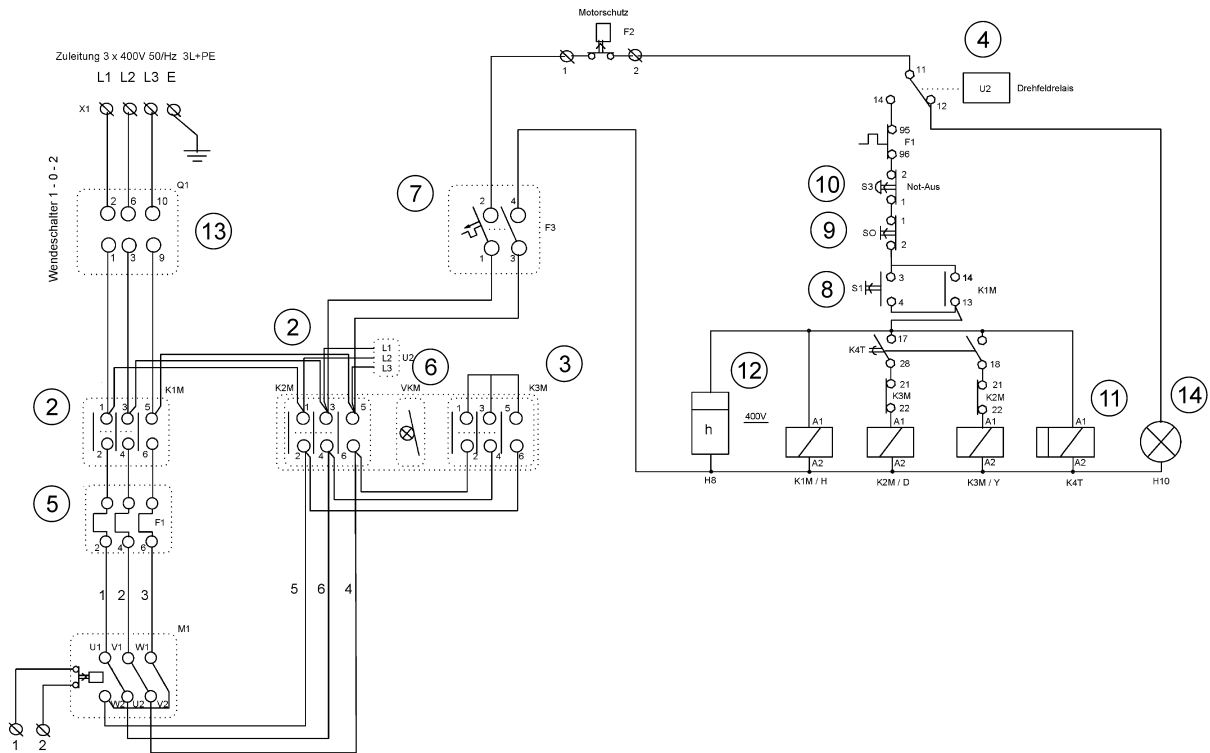 Motorschutz
F2
1
2
4
Zuleitung 3 x 400V 50/Hz 3L+PE
L1 L2 L3 E
X1
11
U2
Drehfeldrelais
12
14
95
F1
96
2
10
S3
Not-Aus
1
Wendeschalter 1 - 0 - 2
Q1
2 6 10
13
1 3 9
7
2 4
F3
1 3
1
9
SO
2
8
3
S1
4
14
K1M
13
2
L1
L2
L3
U2
6
VKM
K3M
3
17
K4T
28
18
21
K3M
22
21
K2M
22
12
h
400V
11
14
A1
A2
A1
A2
A1
A2
A1
A2
H8
K1M / H
K2M / D
K3M / Y
K4T
H10
2
1 3 5
K1M
2 4 6
K2M
1 3 5
2 4 6
1 3 5
2 4 6
5
F1
2 4 6
1 2 3
5 6 4
M1
U1 V1 W1
W2 U2 V2
1 2